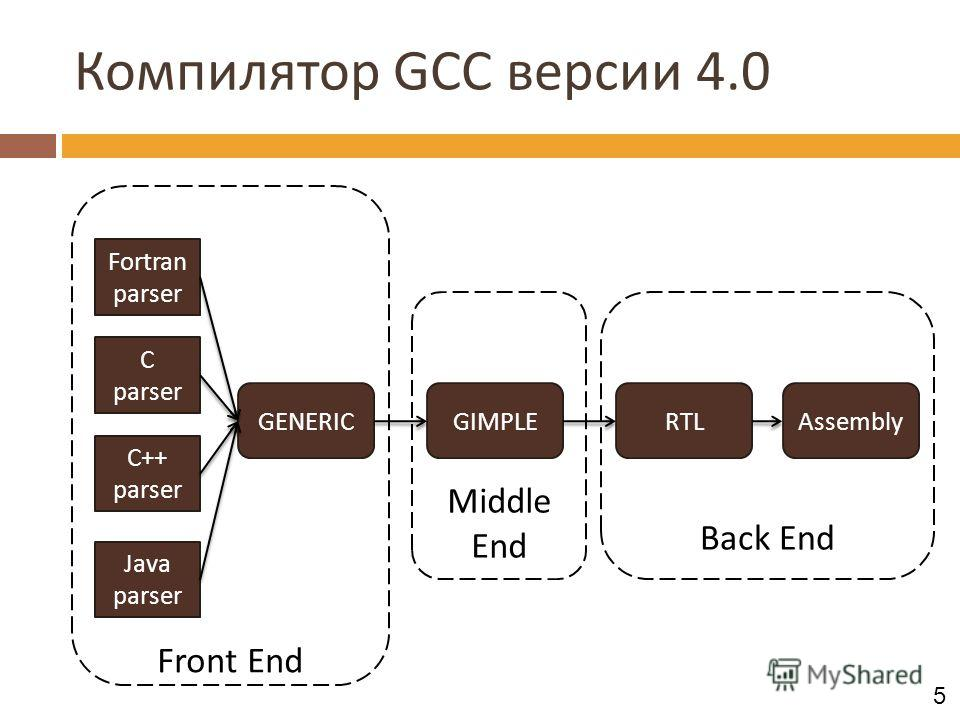 Компилятор GCC версии 4.0
Fortran
parser
C
parser
C++
parser
Java
parser
GENERIC
GIMPLE
RTL
Assembly
Middle
End
Back End
Front End
MyShared
5